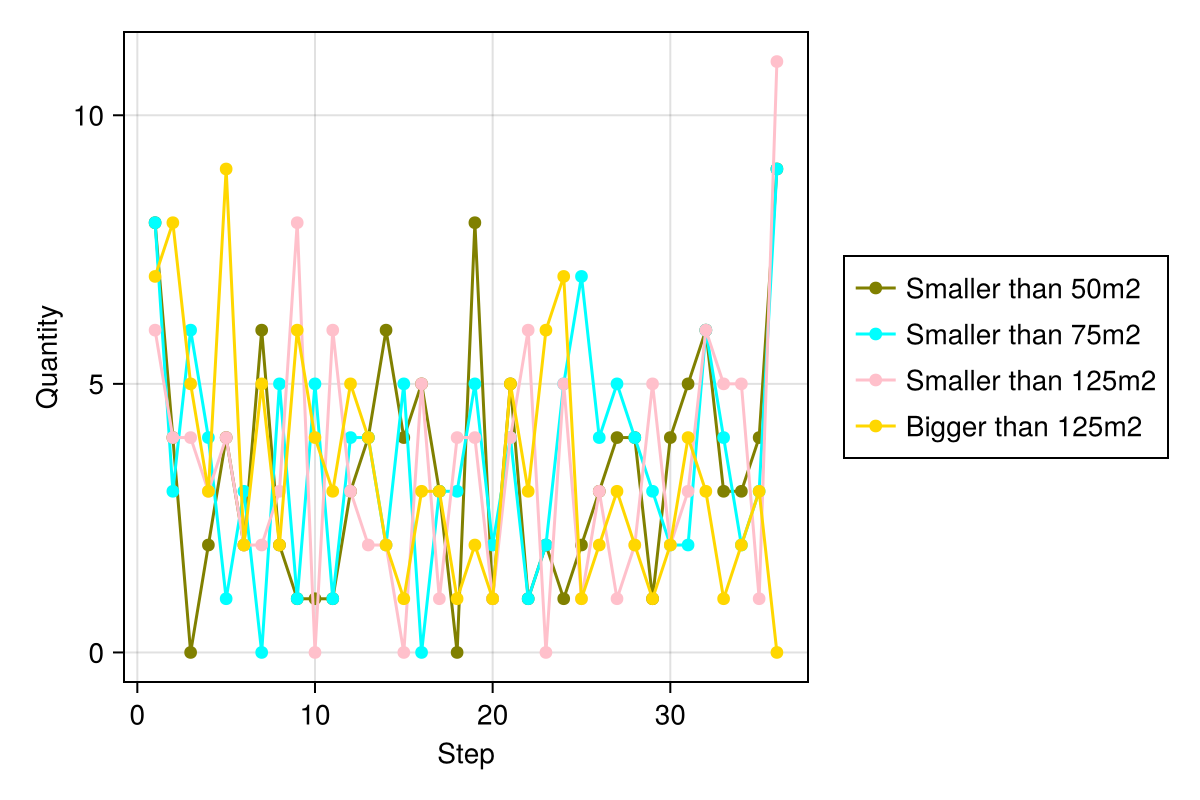 10
5
0
0 10 20 30
Quantity
Step
Smaller than 50m2
Smaller than 75m2
Smaller than 125m2
Bigger than 125m2